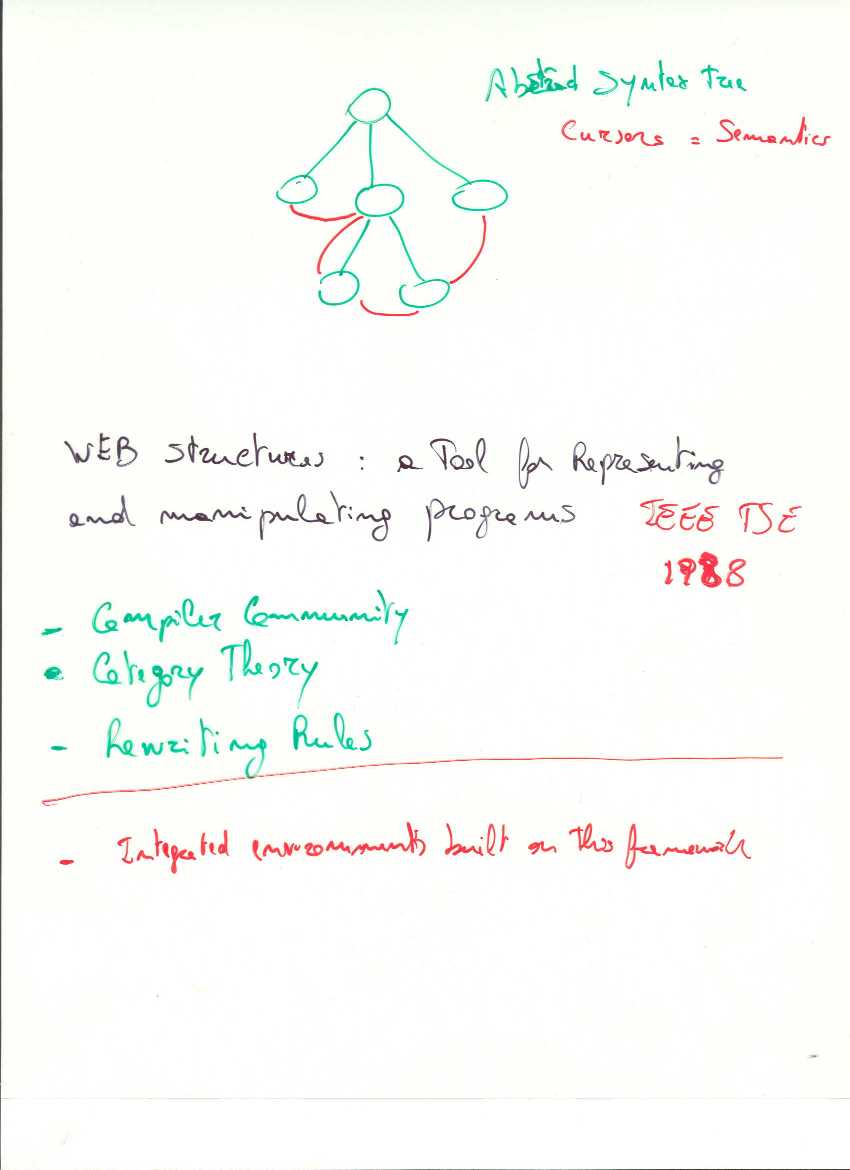 Abstract Syntax Tree
Cursors = Semantics
WEB structures : a Tool for Representing
and manipulating programs IEEE TSE
1988
- Compiler Community
- Category Theory
- Rewriting Rules
- Integrated environments built on this framework